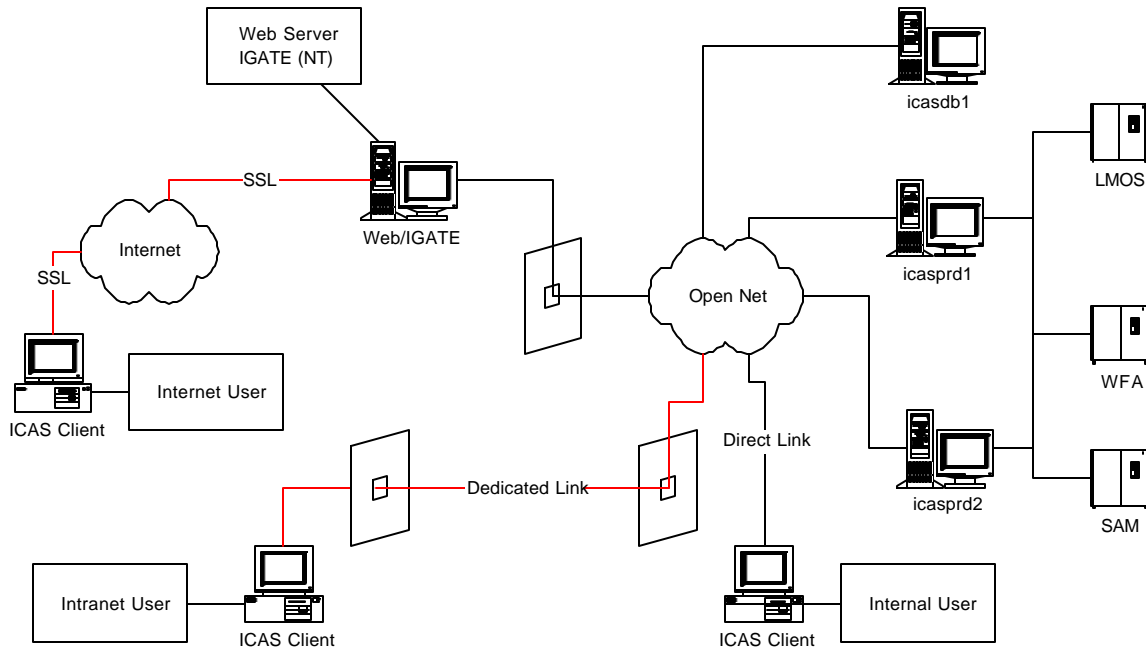 Web Server
IGATE (NT)
icasdb1
LMOS
SSL
Web/IGATE
Internet
SSL
icasprd1
Open Net
Internet User
ICAS Client
WFA
Direct Link
Dedicated Link
icasprd2
SAM
Intranet User
ICAS Client
Internal User
ICAS Client